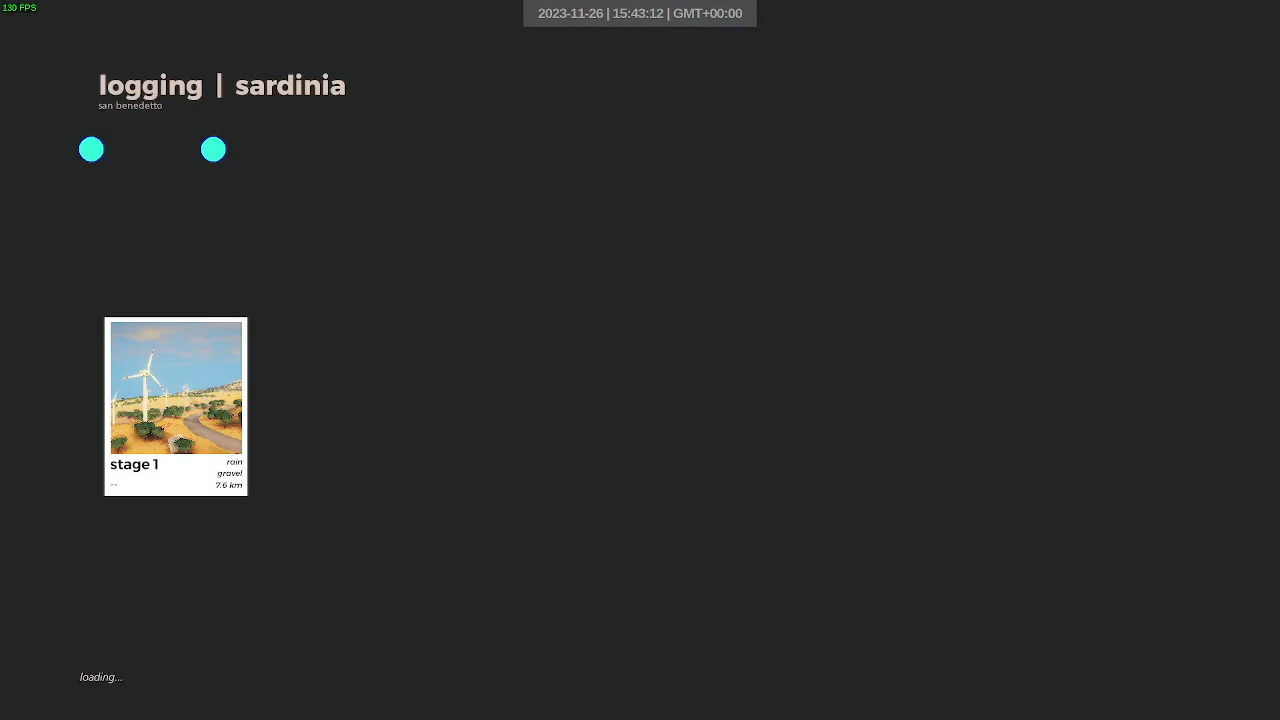 130 FPS
2023-11-26 | 15:43:12 | GMT+00:00
logging | sardinia
san benedetto
stage 1
rain
gravel
--
7.6 km
loading...